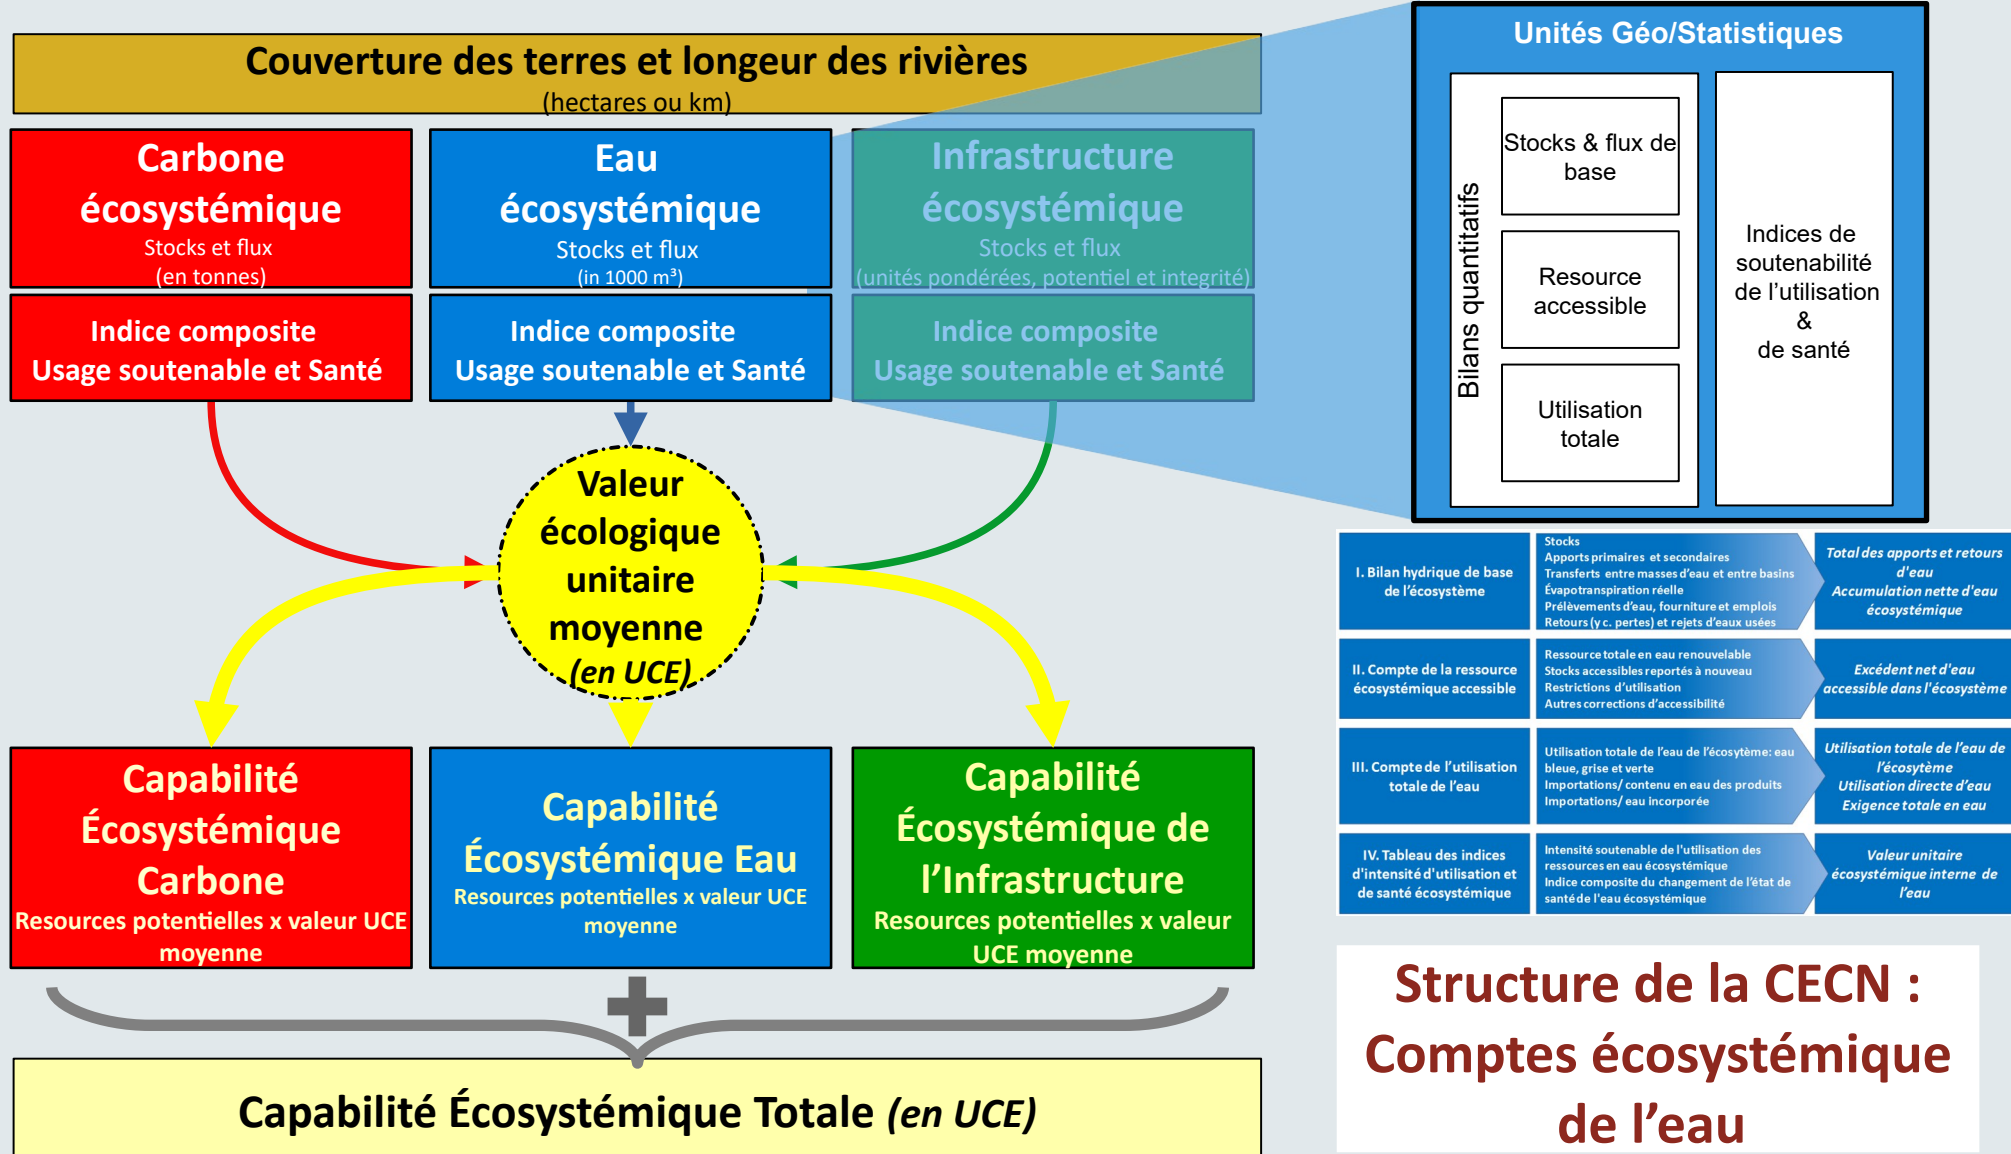 Couverture des terres et longeur des rivières
(hectares ou km)
Carbone
écosystémique
Stocks et flux
(en tonnes)
Indice composite
Usage soutenable et Santé
Eau
écosystémique
Stocks et flux
(in 1000 m³)
Indice composite
Usage soutenable et Santé
Infrastructure
écosystémique
Stocks et flux
(unités pondérées, potentiel et integrité)
Indice composite
Usage soutenable et Santé
Valeur
écologique
unitaire
moyenne
(en UCE)
Capabilité
Écosystémique
Carbone
Resources potentielles x valeur UCE
moyenne
Capabilité
Écosystémique Eau
Resources potentielles x valeur UCE
moyenne
Capabilité
Écosystémique de
l’Infrastructure
Resources potentielles x valeur
UCE moyenne
Capabilité Écosystémique Totale (en UCE)
Unités Géo/Statistiques
Bilans quantitatifs
Stocks & flux de
base
Resource
accessible
Utilisation
totale
Indices de
soutenabilité
de l’utilisation
&
de santé
I. Bilan hydrique de base
de l’écosystème
Stocks
Apports primaires et secondaires
Transferts entre masses d’eau et entre basins
Évapotranspiration réelle
Prélèvements d’eau, fourniture et emplois
Retours (y c. pertes) et rejets d’eaux usées
Total des apports et retours
d'eau
Accumulation nette d'eau
écosystémique
II. Compte de la ressource
écosystémique accessible
Ressource totale en eau renouvelable
Stocks accessibles reportés à nouveau
Restrictions d’utilisation
Autres corrections d’accessibilité
Excédent net d'eau
accessible dans l'écosystème
III. Compte de l’utilisation
totale de l’eau
Utilisation totale de l’eau de l’écosytème: eau
bleue, grise et verte
Importations/ contenu en eau des produits
Importations/ eau incorporée
Utilisation totale de l’eau de
l’écosytème
Utilisation directe d’eau
Exigence totale en eau
IV. Tableau des indices
d'intensité d'utilisation et
de santé écosystémique
Intensité soutenable de l'utilisation des
ressources en eau écosystémique
Indice composite du changement de l’état de
santé de l'eau écosystémique
Valeur unitaire
écosystémique interne de
l’eau
Structure de la CECN :
Comptes écosystémique
de l’eau